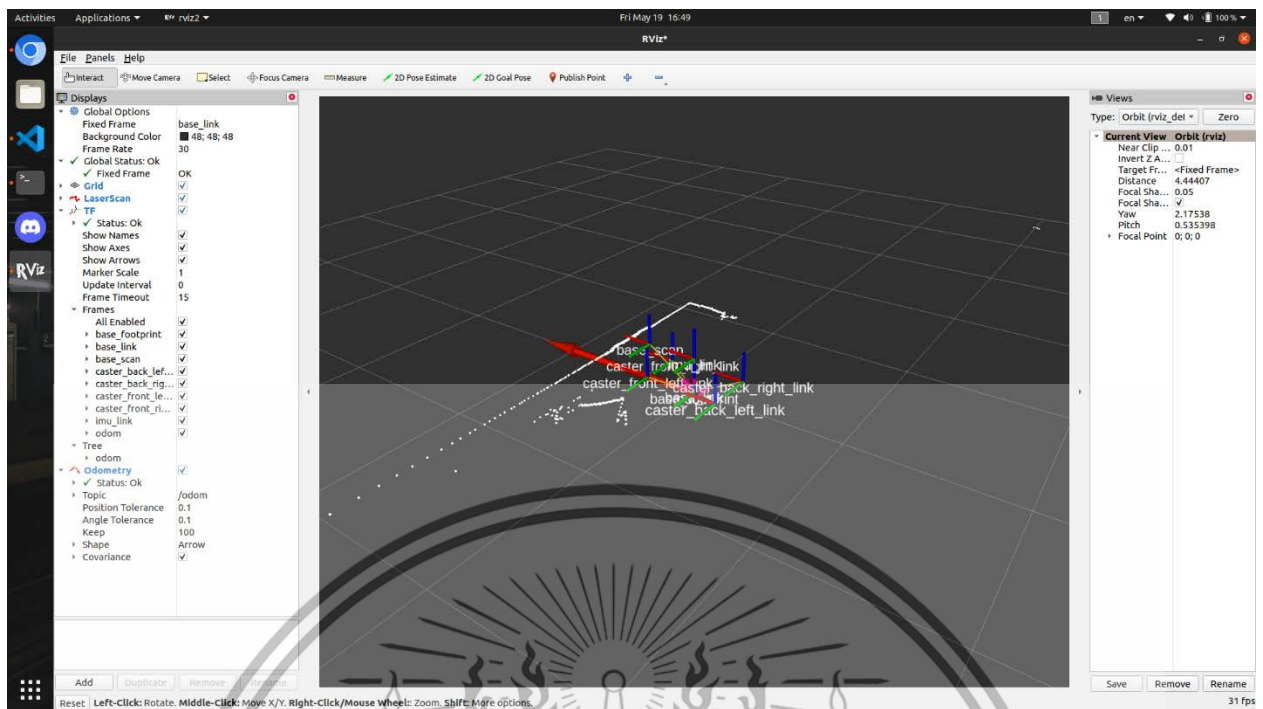 Activities Applications rviz2 Fri May 19 16:49 1 en 100 %
RViz*
File Panels Help
Interact Move Camera Select Focus Camera Measure 2D Pose Estimate 2D Goal Pose Publish Point
Displays
Global Options
Fixed Frame base_link
Background Color 48; 48; 48
Frame Rate 30
Global Status: Ok
Fixed Frame OK
Grid
LaserScan
TF
Status: Ok
Show Names
Show Axes
Show Arrows
Marker Scale 1
Update Interval 0
Frame Timeout 15
Frames
All Enabled
base_footprint
base_link
base_scan
caster_back_lef...
caster_back_rig...
caster_front_le...
caster_front_ri...
imu_link
odom
Tree
odom
Odometry
Status: Ok
Topic /odom
Position Tolerance 0.1
Angle Tolerance 0.1
Keep 100
Shape Arrow
Covariance
Add Duplicate Remove Rename
Reset Left-Click: Rotate. Middle-Click: Move X/Y. Right-Click/Mouse Wheel: Zoom. Shift: More options.
31 fps
RViz
base_scan
caster_back_right_link
caster_back_left_link
Views
Type: Orbit (rviz_del Zero
Current View Orbit (rviz)
Near Clip ... 0.01
Invert Z A...
Target Fr... <Fixed Frame>
Distance 4.44407
Focal Sha... 0.05
Focal Sha...
Yaw 2.17538
Pitch 0.535398
Focal Point 0; 0; 0
Save Remove Rename